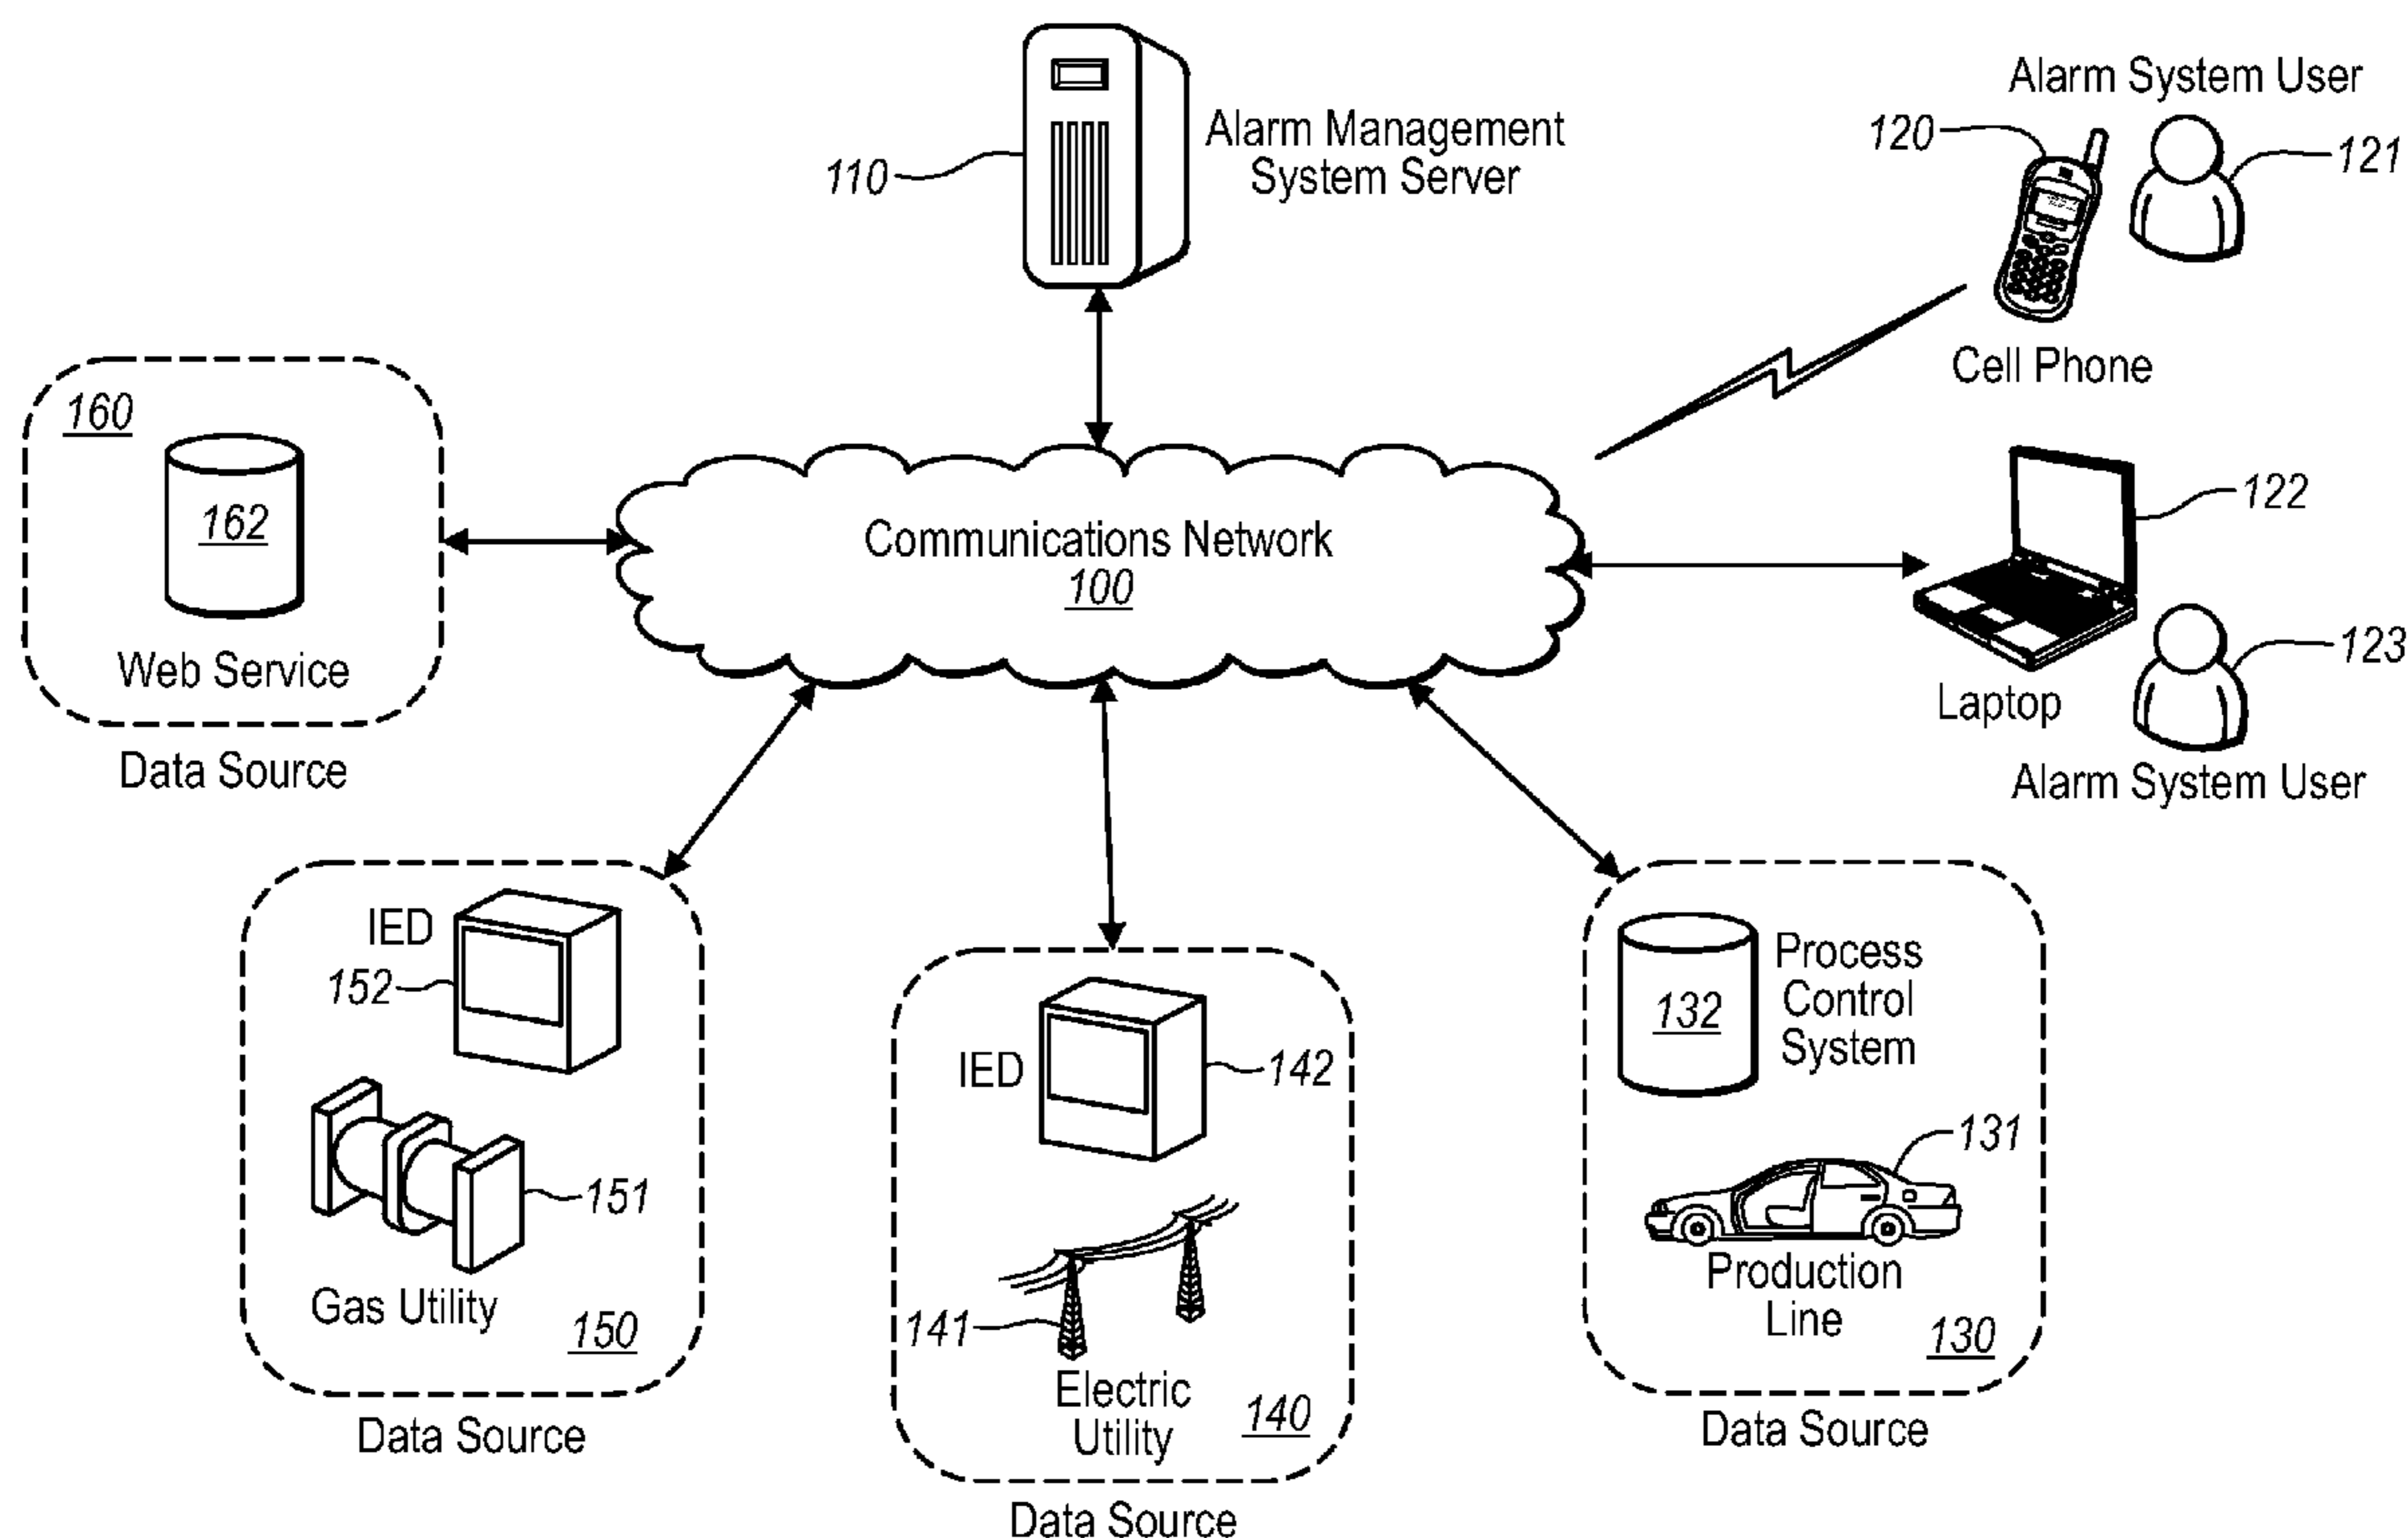 Alarm Management
System Server
110
Alarm System User
120
121
Cell Phone
160
162
Web Service
Data Source
Communications Network
100
122
123
Laptop
Alarm System User
IED
152
151
Gas Utility
150
Data Source
IED
142
141
Electric
Utility
140
Data Source
132
Process
Control
System
131
Production
Line
130
Data Source